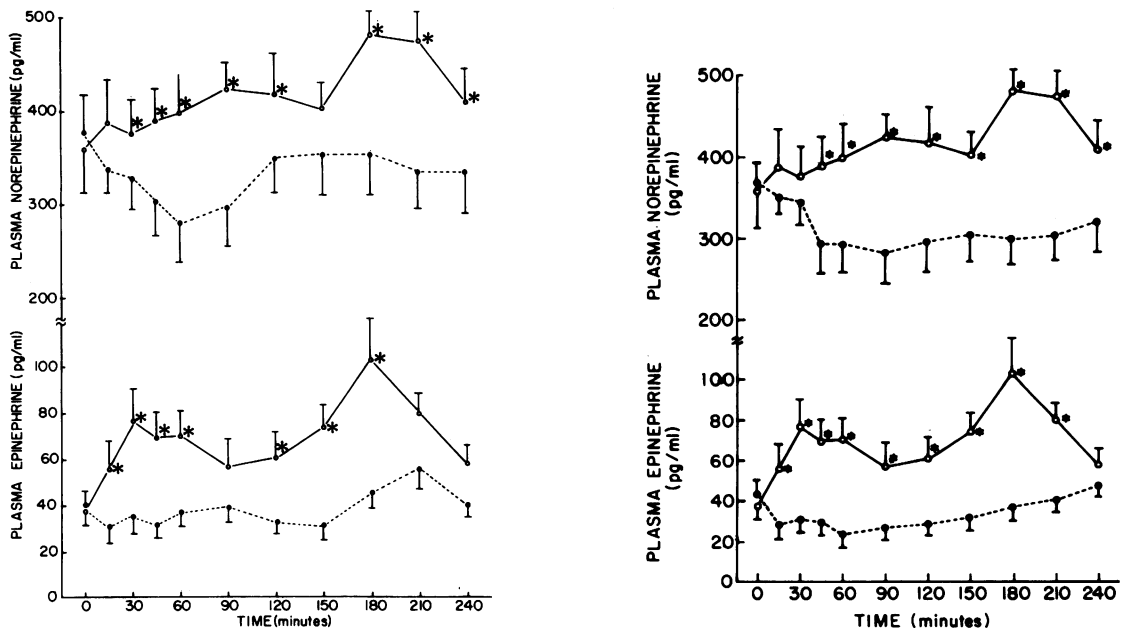 PLASMA NOREPINEPHRINE (pg/ml)
500
400
300
200
PLASMA EPINEPHRINE (pg/ml)
100
80
60
40
20
0
0 30 60 90 120 150 180 210 240
TIME (minutes)
PLASMA NOREPINEPHRINE
(pg/ml)
500
400
300
200
PLASMA EPINEPHRINE
(pg/ml)
100
80
60
40
20
0
0 30 60 90 120 150 180 210 240
TIME (minutes)